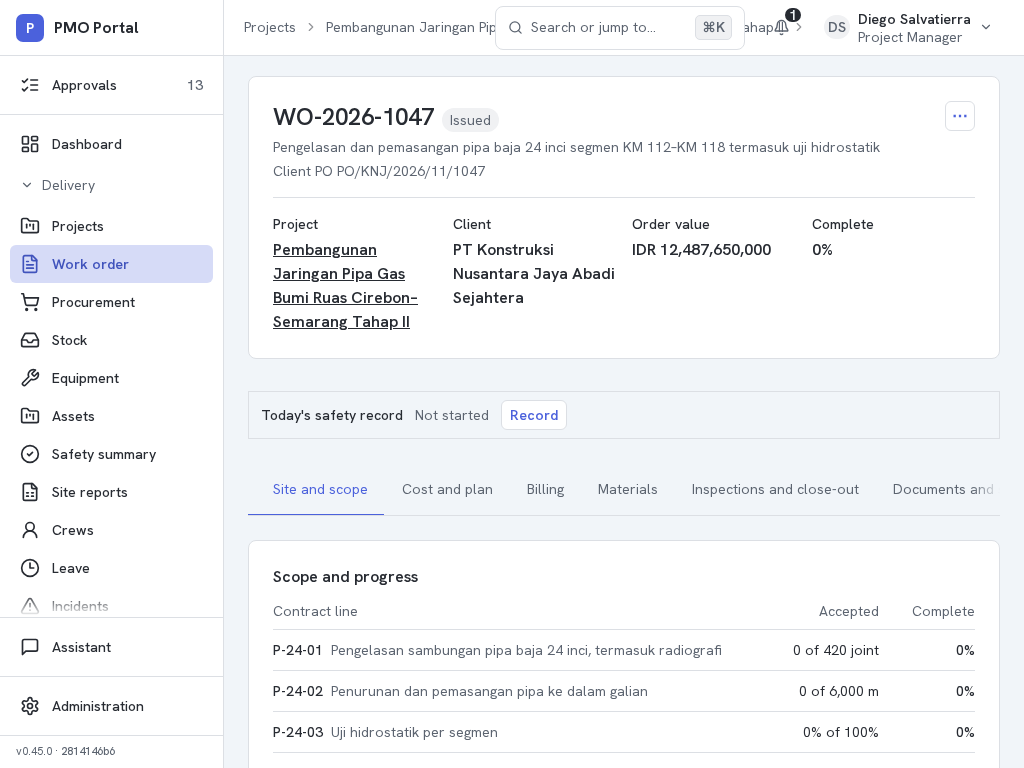 P PMO Portal
Projects > Pembangunan Jaringan Pip
Search or jump to... ⌘K
ahap
1
DS Diego Salvatierra
Project Manager
Approvals 13
Dashboard
Delivery
Projects
Work order
Procurement
Stock
Equipment
Assets
Safety summary
Site reports
Crews
Leave
Incidents
Assistant
Administration
v0.45.0 · 2814146b6
WO-2026-1047 Issued
Pengelasan dan pemasangan pipa baja 24 inci segmen KM 112–KM 118 termasuk uji hidrostatik
Client PO PO/KNJ/2026/11/1047
Project Client Order value Complete
Pembangunan PT Konstruksi IDR 12,487,650,000 0%
Jaringan Pipa Gas Nusantara Jaya Abadi
Bumi Ruas Cirebon– Sejahtera
Semarang Tahap II
Today's safety record Not started Record
Site and scope Cost and plan Billing Materials Inspections and close-out Documents and
Scope and progress
Contract line Accepted Complete
P-24-01 Pengelasan sambungan pipa baja 24 inci, termasuk radiografi 0 of 420 joint 0%
P-24-02 Penurunan dan pemasangan pipa ke dalam galian 0 of 6,000 m 0%
P-24-03 Uji hidrostatik per segmen 0% of 100% 0%